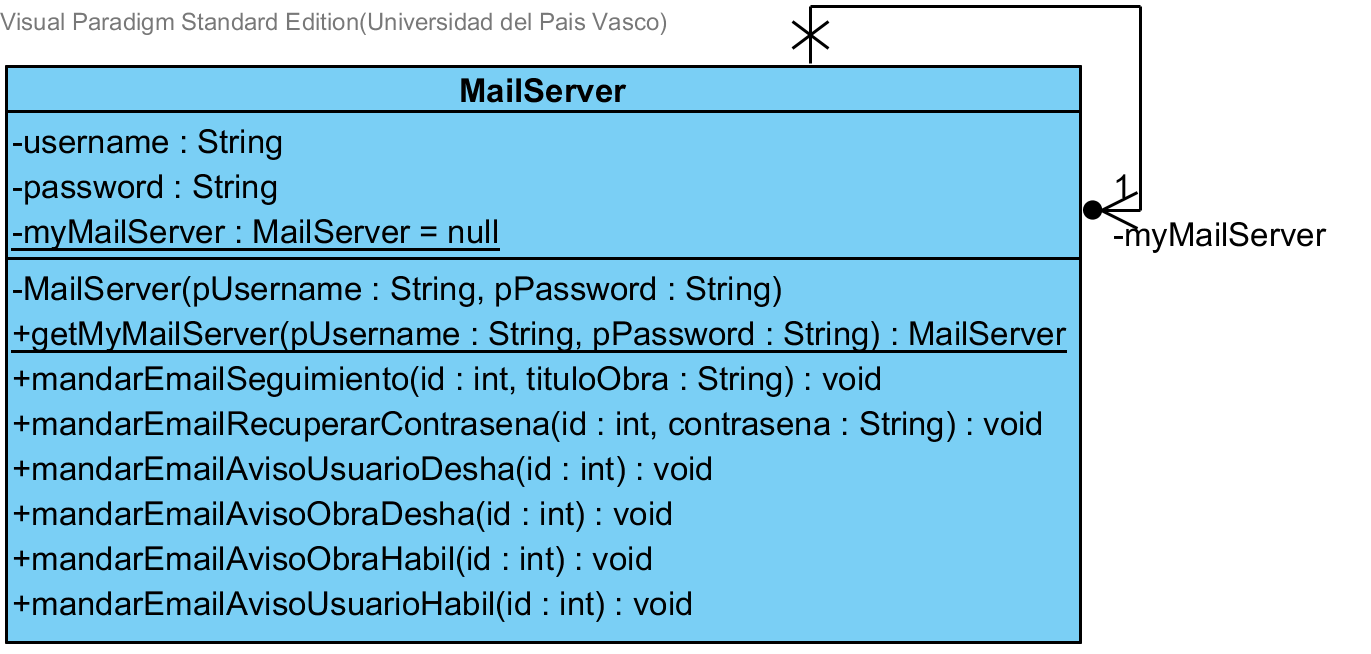 Visual Paradigm Standard Edition(Universidad del Pais Vasco)
MailServer
-username : String
-password : String
-myMailServer : MailServer = null
1
-myMailServer
-MailServer(pUsername : String, pPassword : String)
+getMyMailServer(pUsername : String, pPassword : String) : MailServer
+mandarEmailSeguimiento(id : int, tituloObra : String) : void
+mandarEmailRecuperarContrasena(id : int, contrasena : String) : void
+mandarEmailAvisoUsuarioDesha(id : int) : void
+mandarEmailAvisoObraDesha(id : int) : void
+mandarEmailAvisoObraHabil(id : int) : void
+mandarEmailAvisoUsuarioHabil(id : int) : void